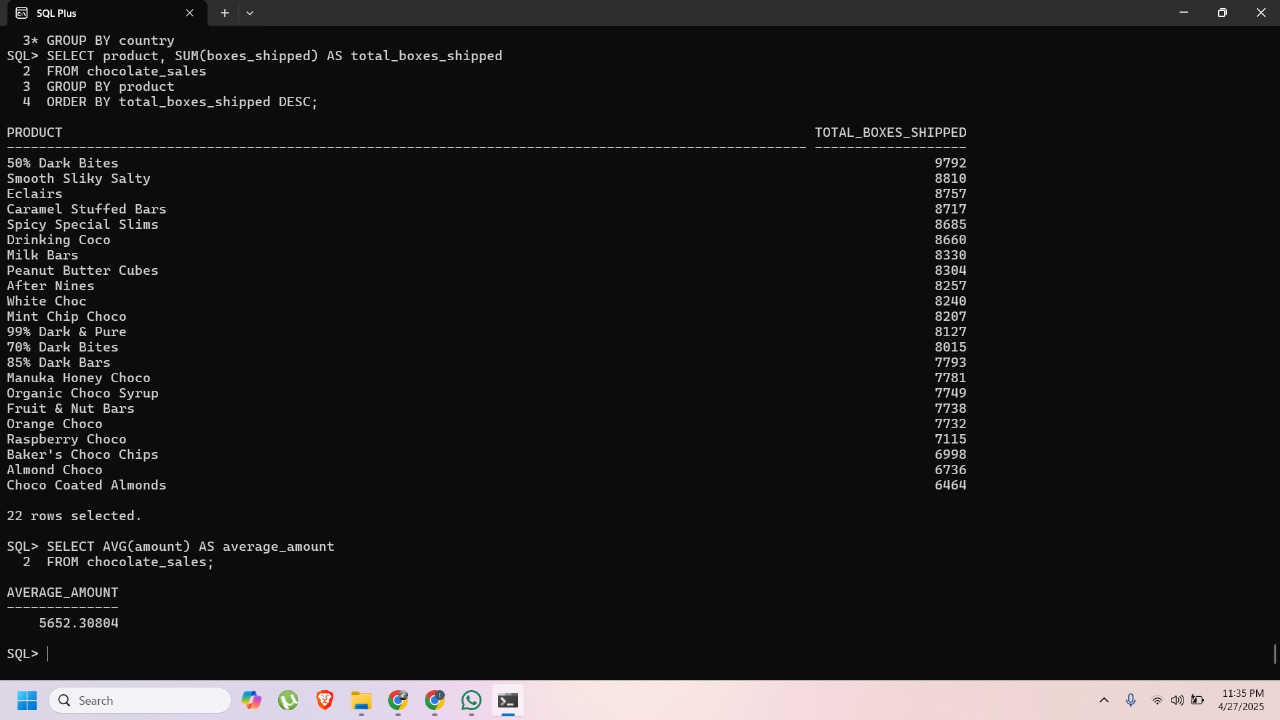 SQL Plus
3* GROUP BY country
SQL> SELECT product, SUM(boxes_shipped) AS total_boxes_shipped
2 FROM chocolate_sales
3 GROUP BY product
4 ORDER BY total_boxes_shipped DESC;
PRODUCT TOTAL_BOXES_SHIPPED
---------------------------------------------------------------------------------------------------- -------------------
50% Dark Bites 9792
Smooth Sliky Salty 8810
Eclairs 8757
Caramel Stuffed Bars 8717
Spicy Special Slims 8685
Drinking Coco 8660
Milk Bars 8330
Peanut Butter Cubes 8304
After Nines 8257
White Choc 8240
Mint Chip Choco 8207
99% Dark & Pure 8127
70% Dark Bites 8015
85% Dark Bars 7793
Manuka Honey Choco 7781
Organic Choco Syrup 7749
Fruit & Nut Bars 7738
Orange Choco 7732
Raspberry Choco 7115
Baker's Choco Chips 6998
Almond Choco 6736
Choco Coated Almonds 6464
22 rows selected.
SQL> SELECT AVG(amount) AS average_amount
2 FROM chocolate_sales;
AVERAGE_AMOUNT
--------------
5652.30804
SQL>
Search
11:35 PM
4/27/2025